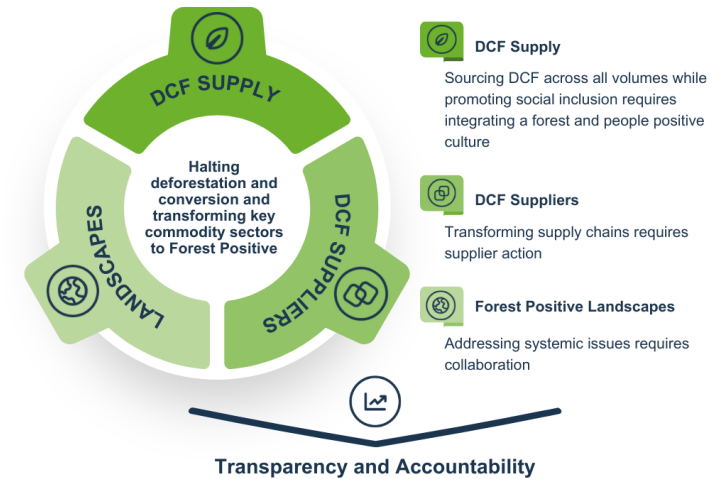 DCF SUPPLY
LANDSCAPES
DCF SUPPLIERS
Halting
deforestation and
conversion and
transforming key
commodity sectors
to Forest Positive
DCF Supply
Sourcing DCF across all volumes while
promoting social inclusion requires
integrating a forest and people positive
culture
DCF Suppliers
Transforming supply chains requires
supplier action
Forest Positive Landscapes
Addressing systemic issues requires
collaboration
Transparency and Accountability